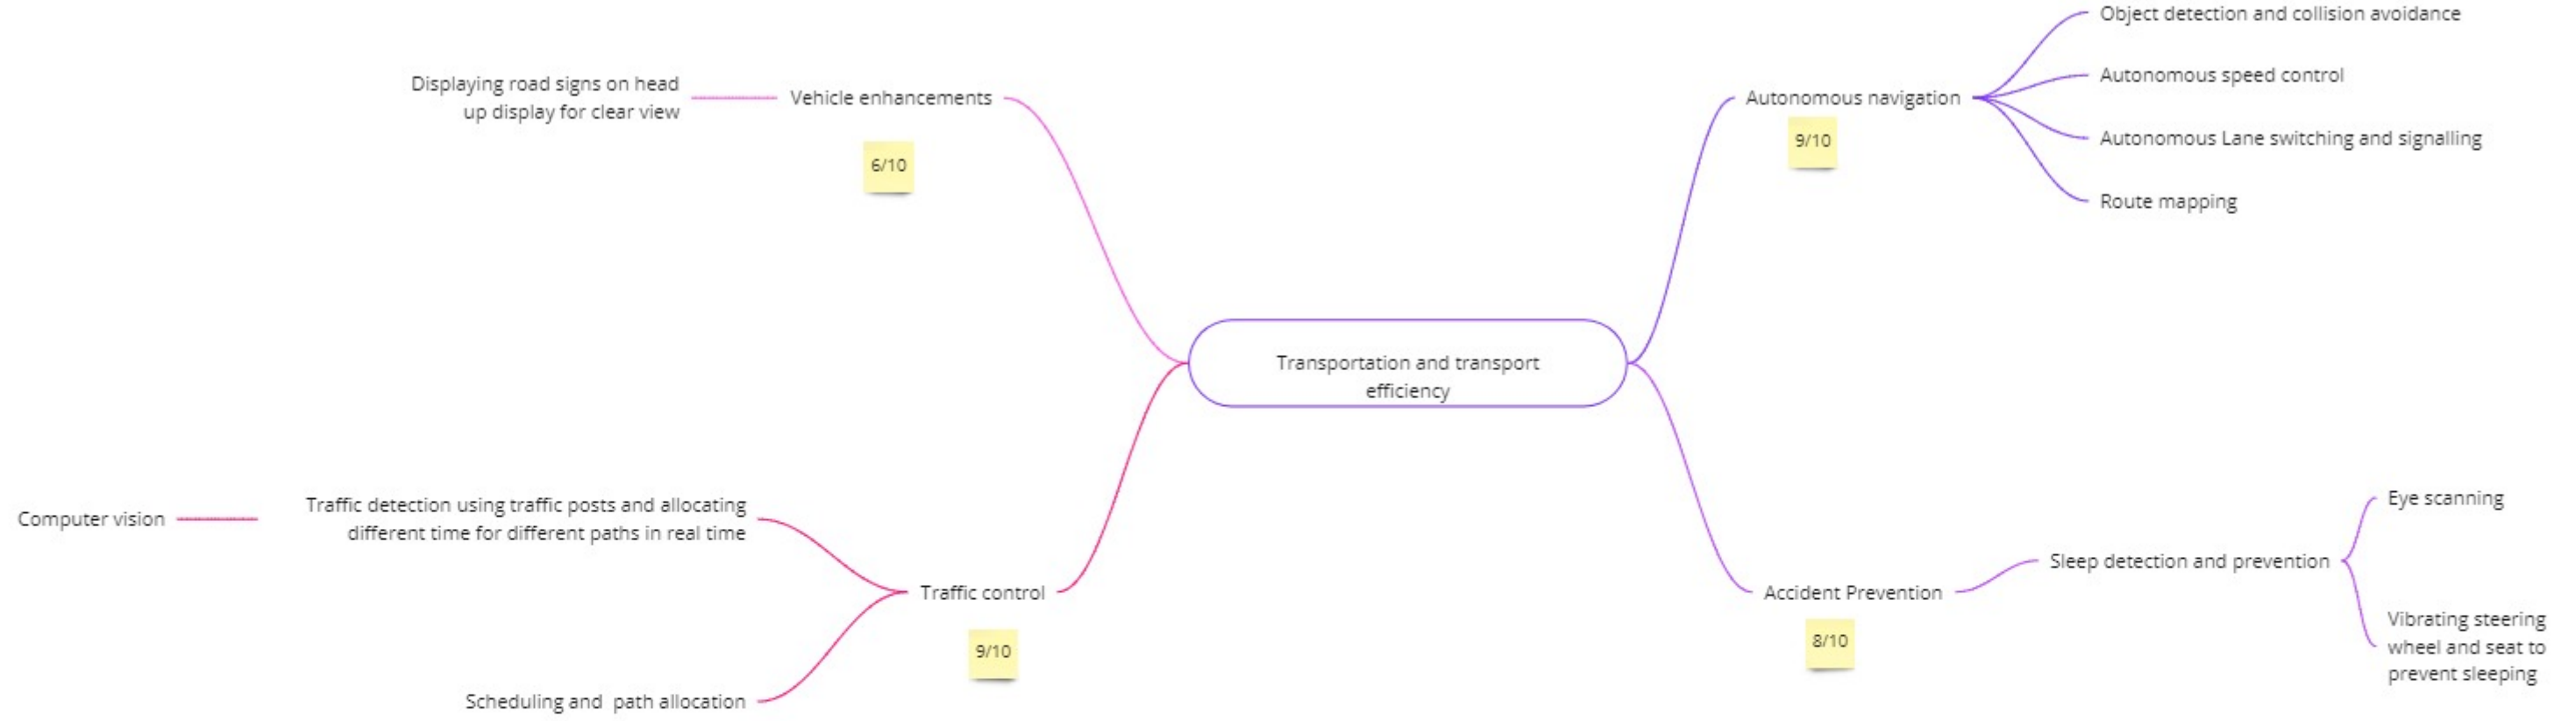 Displaying road signs on head
up display for clear view
Vehicle enhancements
6/10
Autonomous navigation
9/10
Object detection and collision avoidance
Autonomous speed control
Autonomous Lane switching and signalling
Route mapping
Transportation and transport
efficiency
Computer vision
Traffic detection using traffic posts and allocating
different time for different paths in real time
Traffic control
9/10
Scheduling and  path allocation
Accident Prevention
8/10
Sleep detection and prevention
Eye scanning
Vibrating steering
wheel and seat to
prevent sleeping